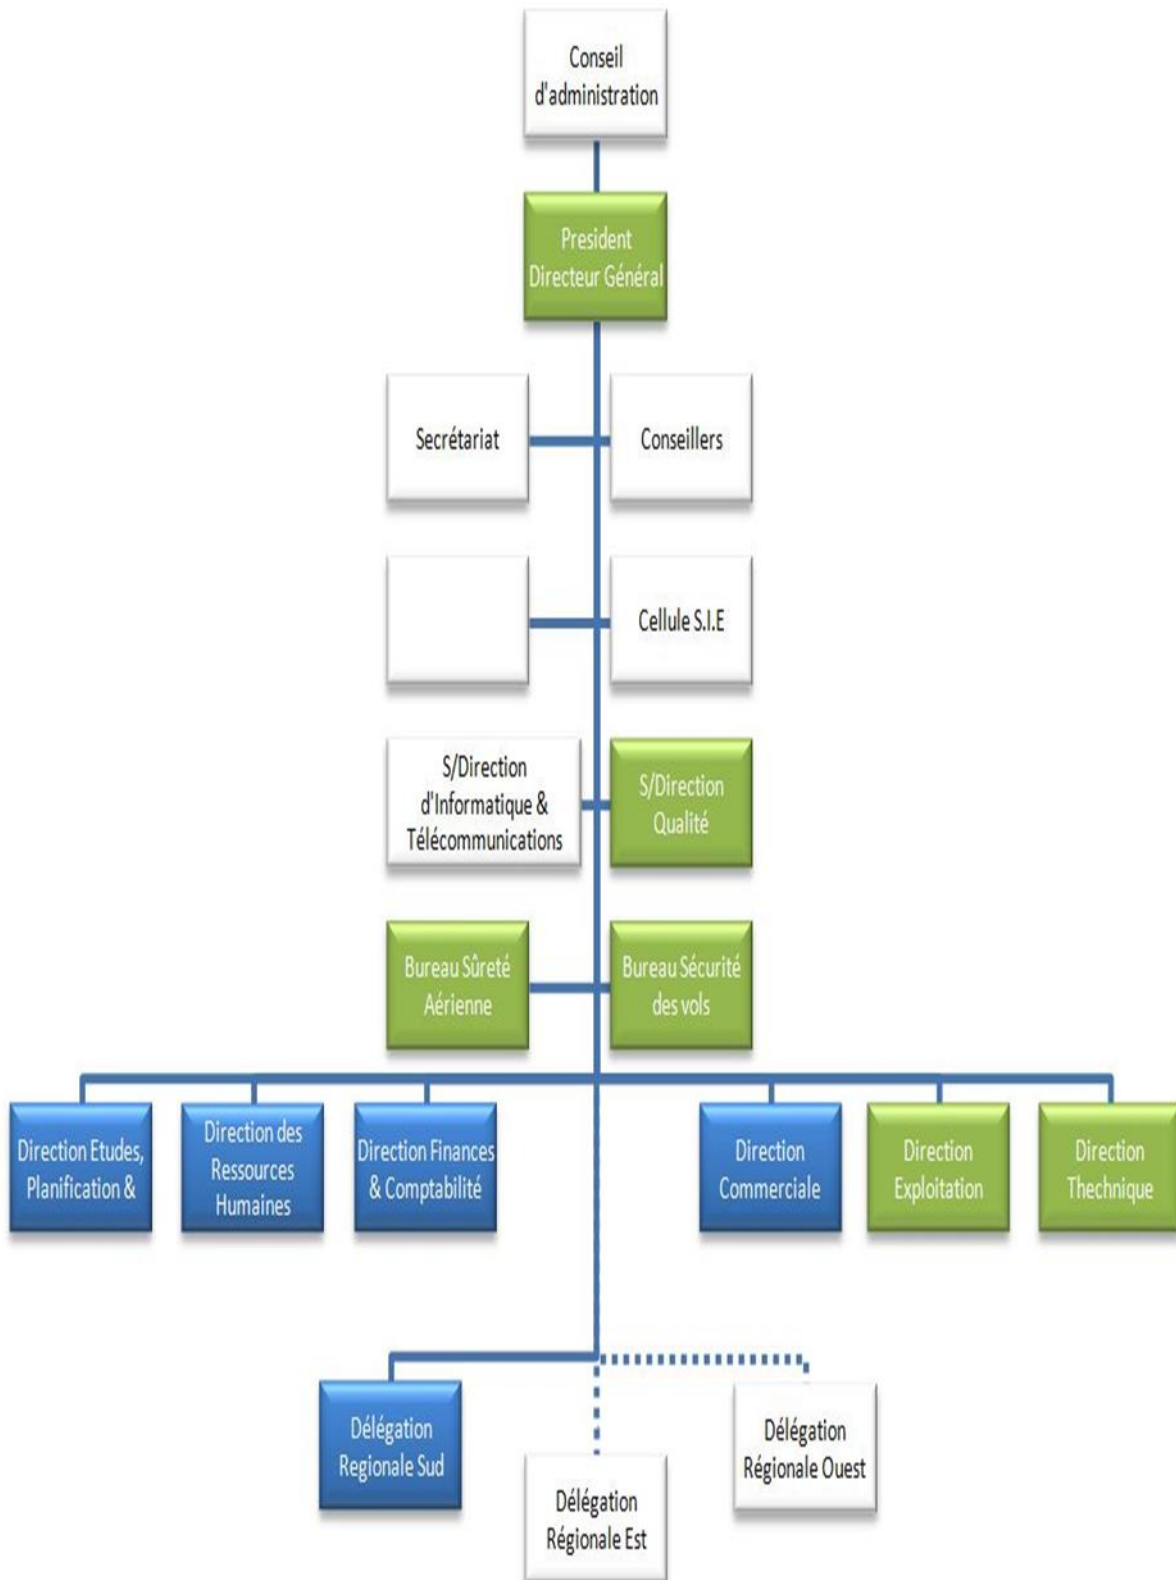 Conseil
d'administration
President
Directeur Général
Secrétariat
Conseillers
Cellule S.I.E
S/Direction
d'Informatique &
Télécommunications
S/Direction
Qualité
Bureau Sûreté
Aérienne
Bureau Sécurité
des vols
Direction Etudes,
Planification &
Direction des
Ressources
Humaines
Direction Finances
& Comptabilité
Direction
Commerciale
Direction
Exploitation
Direction
Thechnique
Délégation
Regionale Sud
Délégation
Régionale Est
Délégation
Régionale Ouest